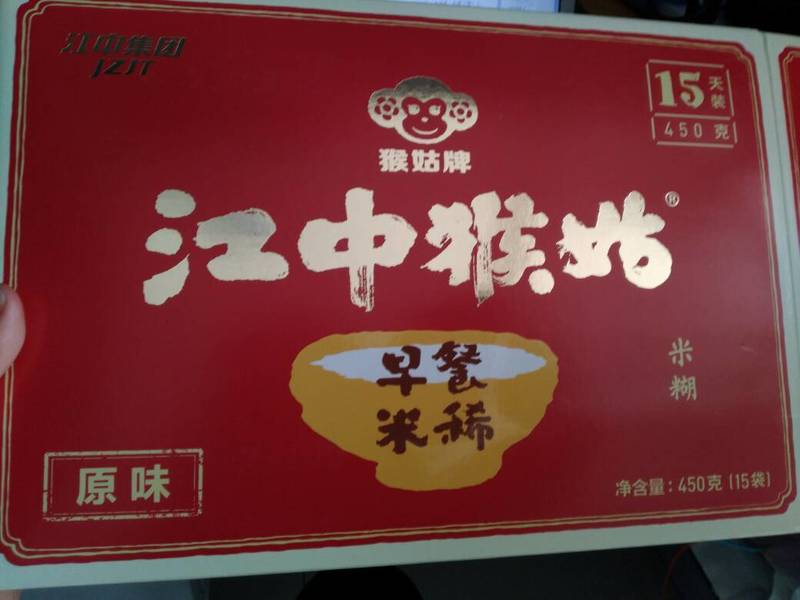 江中集团
JZJT
15天装
450克
猴姑牌
江中猴姑®
早餐
米稀
米糊
原味
净含量:450克(15袋)